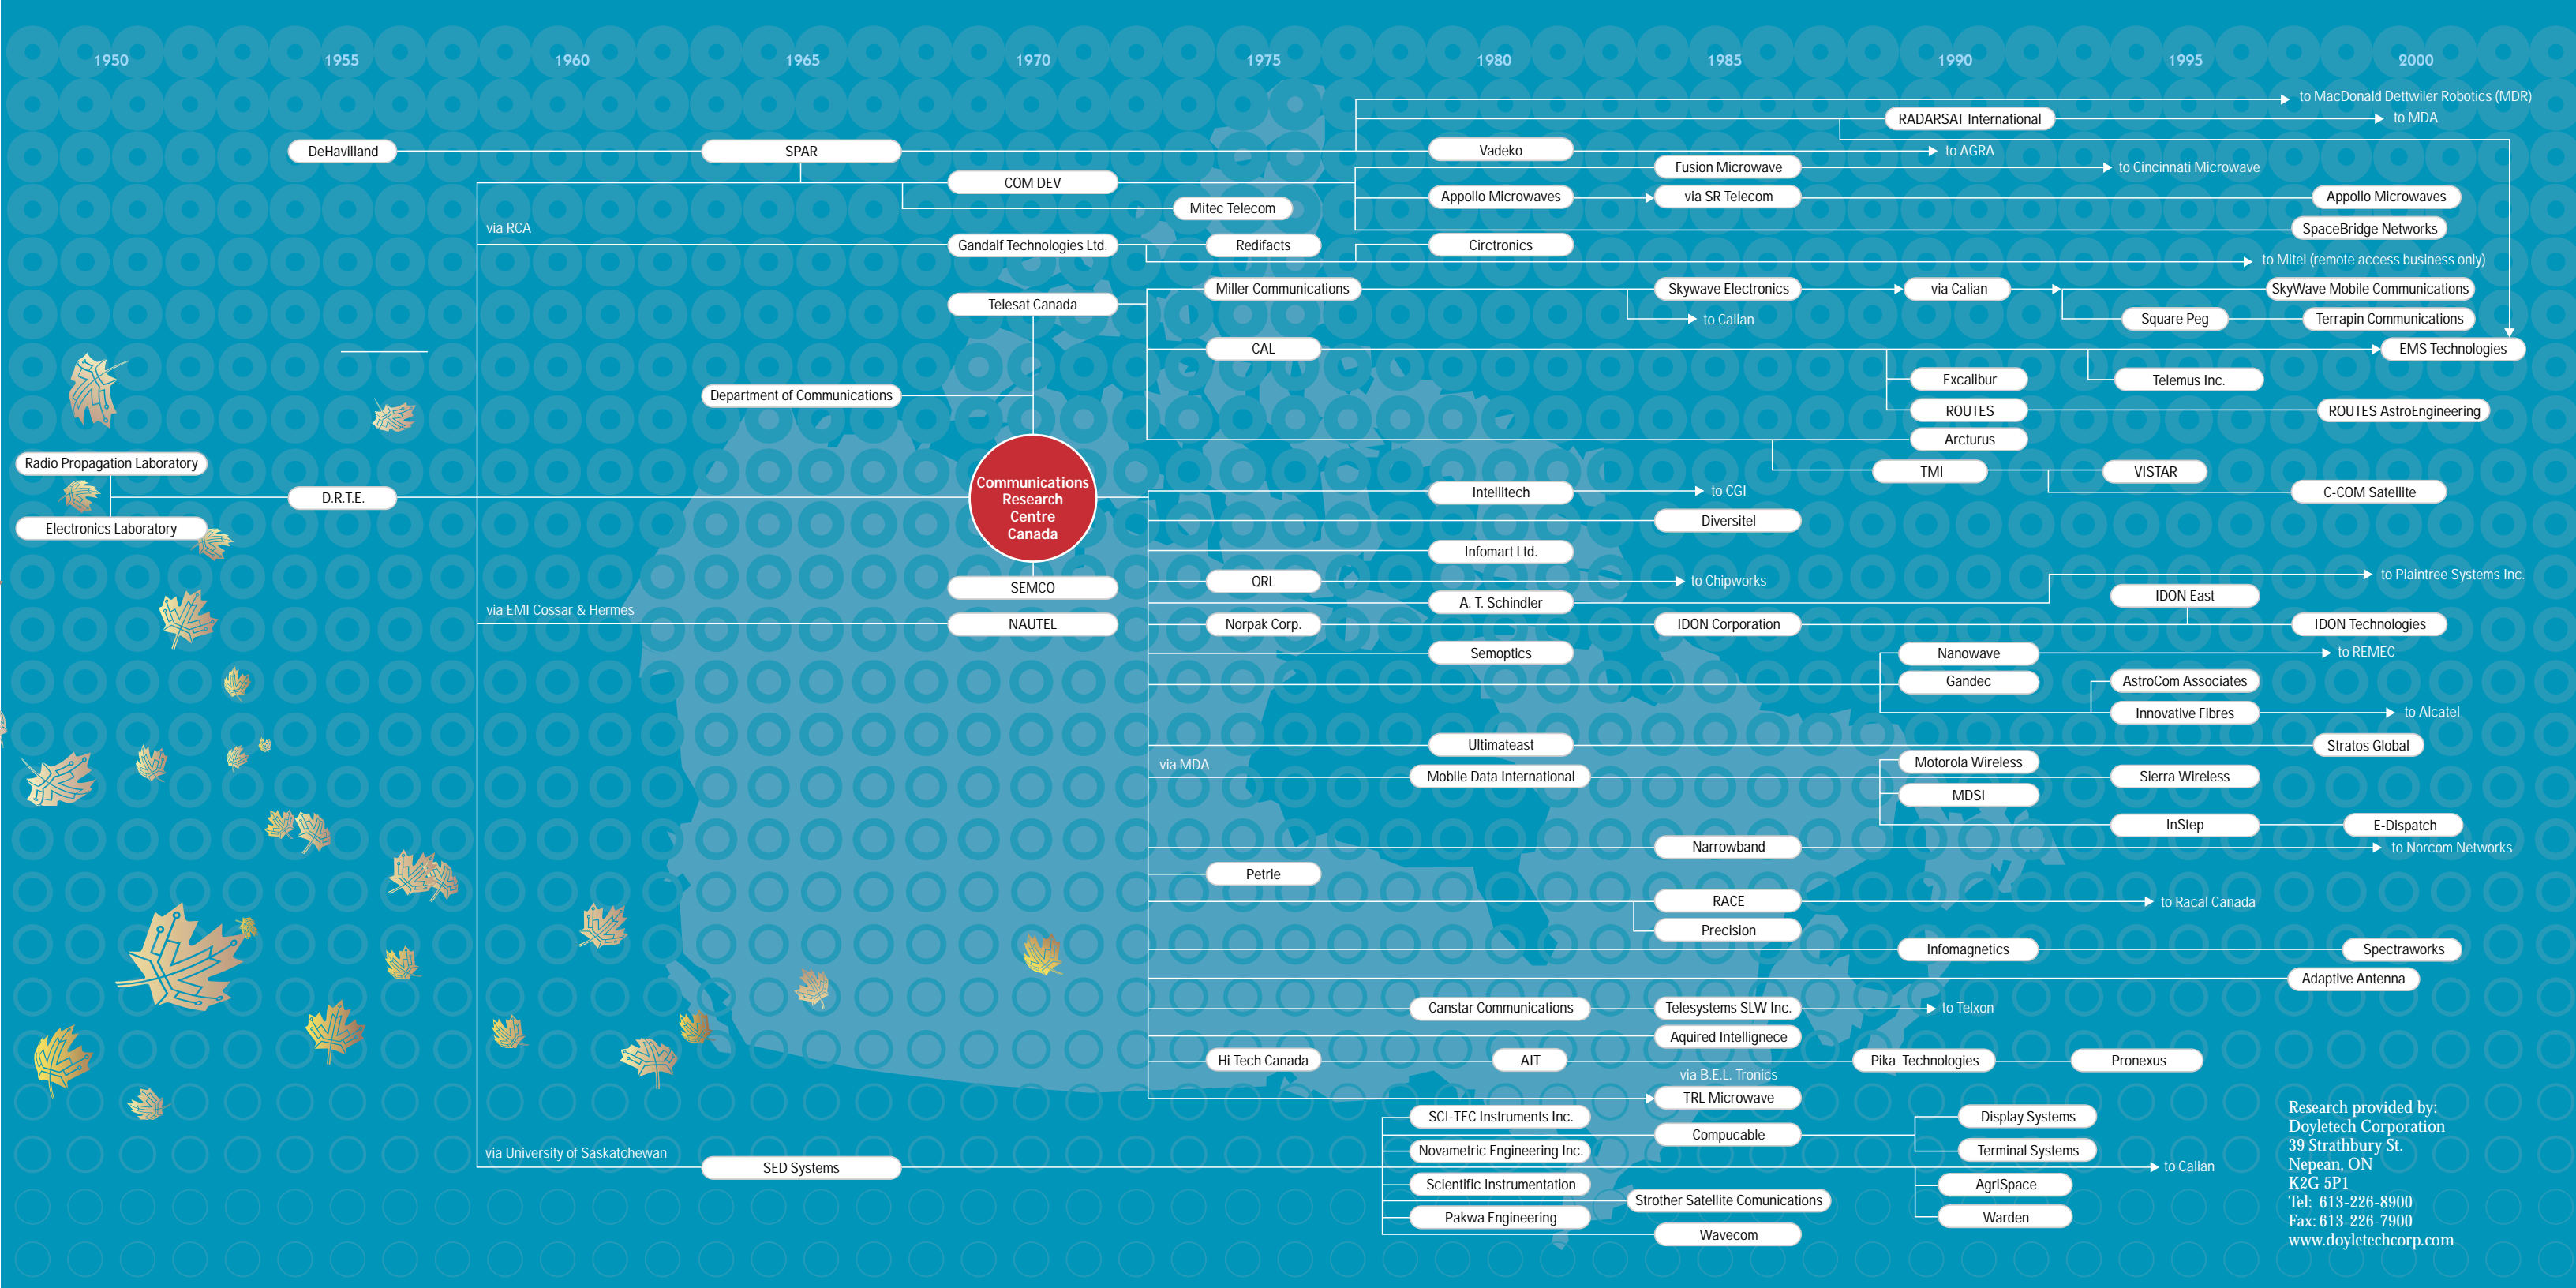 1950 1955 1960 1965 1970 1975 1980 1985 1990 1995 2000
to MacDonald Dettwiler Robotics (MDR)
RADARSAT International to MDA
DeHavilland SPAR Vadeko to AGRA
Fusion Microwave to Cincinnati Microwave
COM DEV
Appollo Microwaves via SR Telecom Appollo Microwaves
Mitec Telecom
via RCA SpaceBridge Networks
Gandalf Technologies Ltd. Redifacts Circtronics
to Mitel (remote access business only)
Miller Communications Skywave Electronics via Calian SkyWave Mobile Communications
Telesat Canada
to Calian Square Peg Terrapin Communications
CAL EMS Technologies
Excalibur Telemus Inc.
Department of Communications
ROUTES ROUTES AstroEngineering
Arcturus
Radio Propagation Laboratory
TMI VISTAR
D.R.T.E.
Communications
Research
Centre
Canada
Intellitech to CGI C-COM Satellite
Electronics Laboratory
Diversitel
Infomart Ltd.
to Plaintree Systems Inc.
SEMCO QRL to Chipworks
A. T. Schindler IDON East
via EMI Cossar & Hermes
NAUTEL Norpak Corp. IDON Corporation IDON Technologies
Semoptics Nanowave to REMEC
Gandec AstroCom Associates
Innovative Fibres to Alcatel
Ultimateast Stratos Global
via MDA Motorola Wireless
Mobile Data International Sierra Wireless
MDSI
InStep E-Dispatch
Narrowband to Norcom Networks
Petrie
RACE to Racal Canada
Precision
Infomagnetics Spectraworks
Adaptive Antenna
Canstar Communications Telesystems SLW Inc. to Telxon
Aquired Intellignece
Hi Tech Canada AIT Pika Technologies Pronexus
via B.E.L. Tronics
TRL Microwave
SCI-TEC Instruments Inc. Display Systems
Compucable
Novametric Engineering Inc. Terminal Systems
via University of Saskatchewan
SED Systems to Calian
Scientific Instrumentation AgriSpace
Strother Satellite Comunications
Pakwa Engineering Warden
Wavecom
Research provided by:
Doyletech Corporation
39 Strathbury St.
Nepean, ON
K2G 5P1
Tel: 613-226-8900
Fax: 613-226-7900
www.doyletechcorp.com